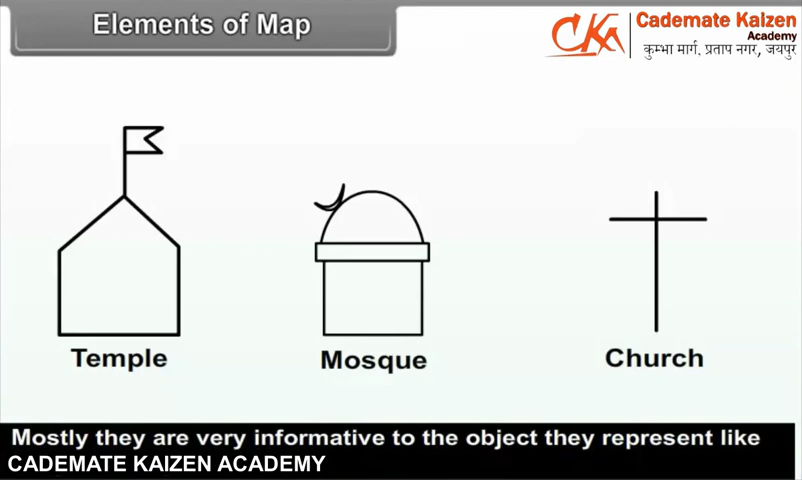 Elements of Map
CKA
Cademate Kaizen
Academy
कुम्भा मार्ग, प्रताप नगर, जयपुर
Temple
Mosque
Church
Mostly they are very informative to the object they represent like
CADEMATE KAIZEN ACADEMY